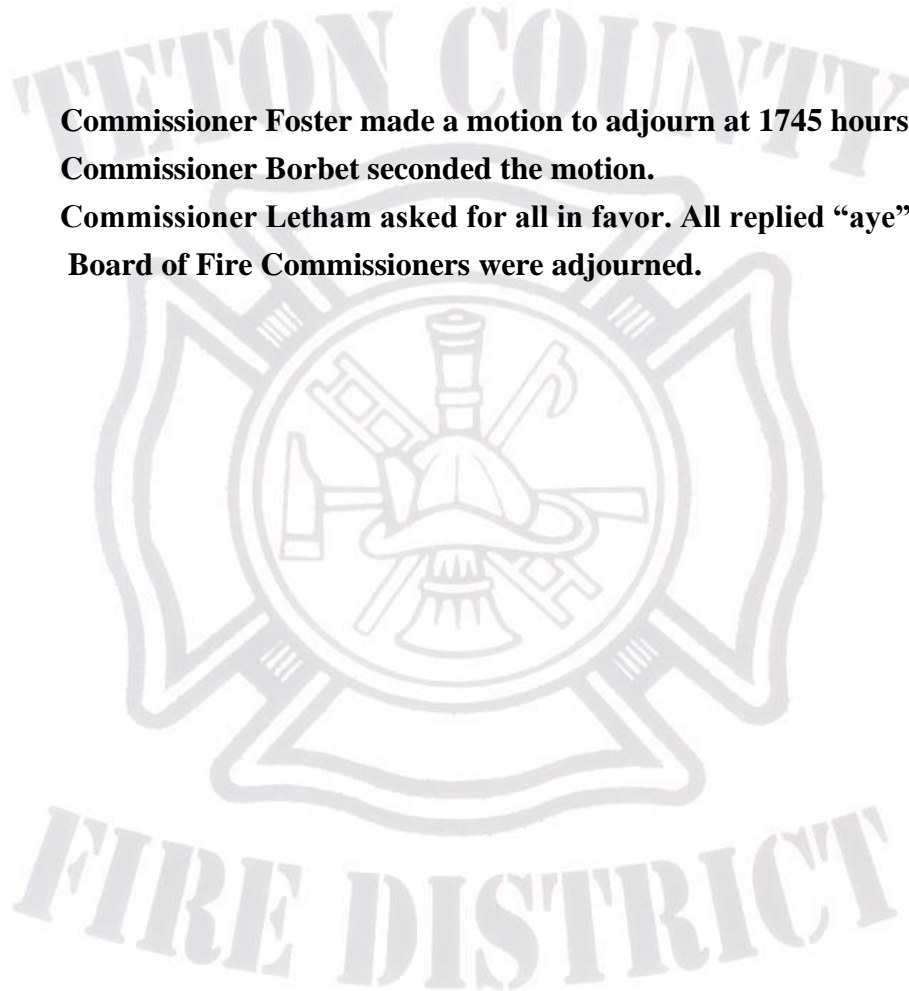 TETON COUNTY
Commissioner Foster made a motion to adjourn at 1745 hours
Commissioner Borbet seconded the motion.
Commissioner Letham asked for all in favor. All replied “aye”
Board of Fire Commissioners were adjourned.
FIRE DISTRICT